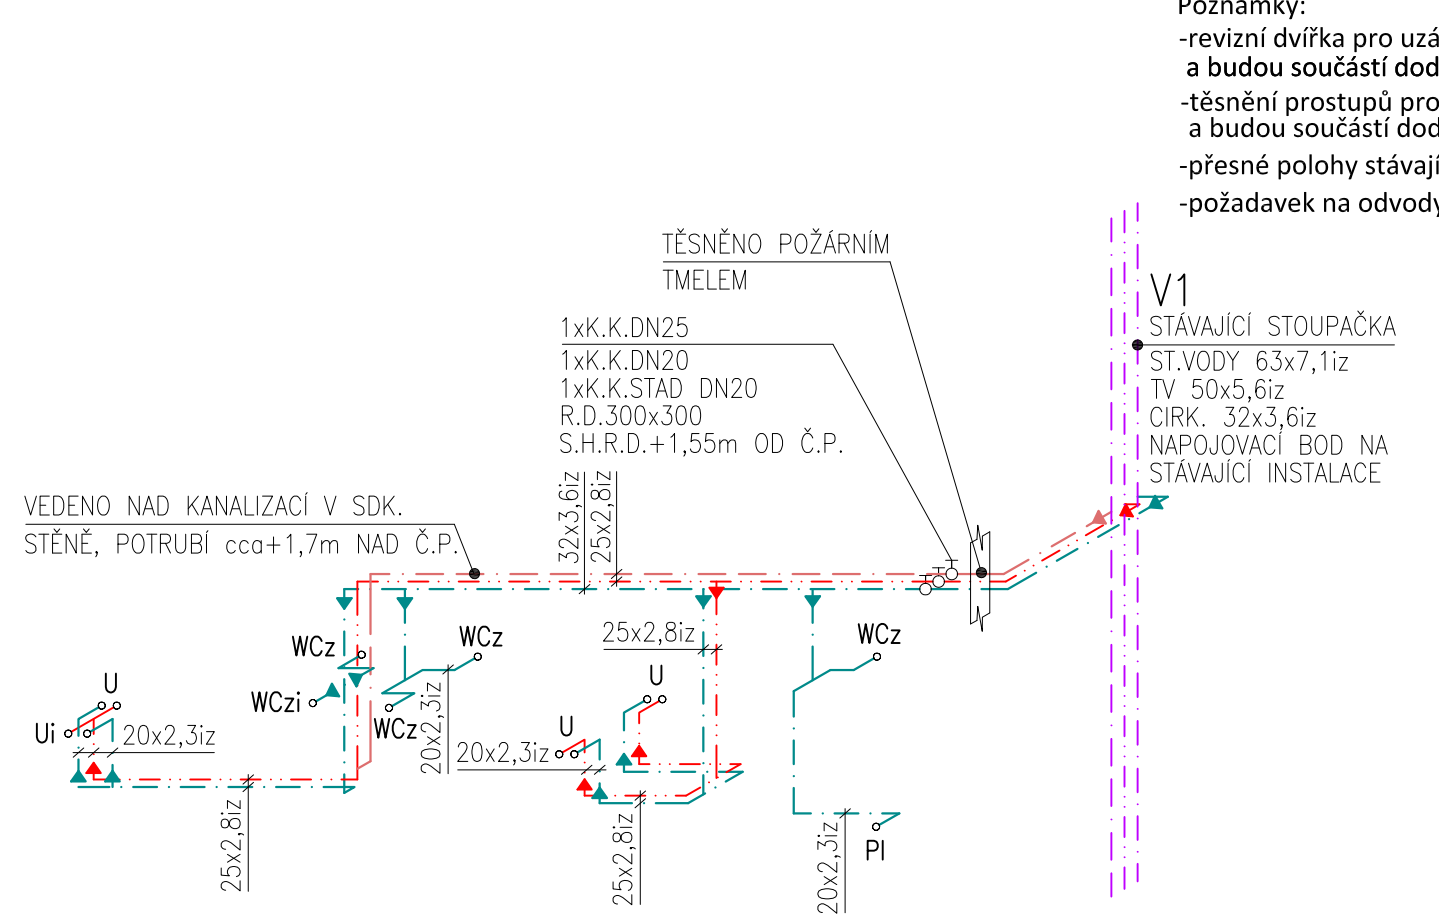 Poznámky:
-revizní dvířka pro uzá
a budou součástí dod
-těsnění prostupů pro
a budou součástí dod
-přesné polohy stávají
-požadavek na odvody
TĚSNĚNO POŽÁRNÍM
TMELEM
V1
STÁVAJÍCÍ STOUPAČKA
ST.VODY 63x7,1iz
TV 50x5,6iz
CIRK. 32x3,6iz
NAPOJOVACÍ BOD NA
STÁVAJÍCÍ INSTALACE
1xK.K.DN25
1xK.K.DN20
1xK.K.STAD DN20
R.D.300x300
S.H.R.D.+1,55m OD Č.P.
32x3,6iz
25x2,8iz
VEDENO NAD KANALIZACÍ V SDK.
STĚNĚ, POTRUBÍ cca+1,7m NAD Č.P.
WCz
WCz
25x2,8iz
WCz
U
WCzi
U
Ui
20x2,3iz
WCz
20x2,3iz
U
20x2,3iz
25x2,8iz
25x2,8iz
PI
20x2,3iz